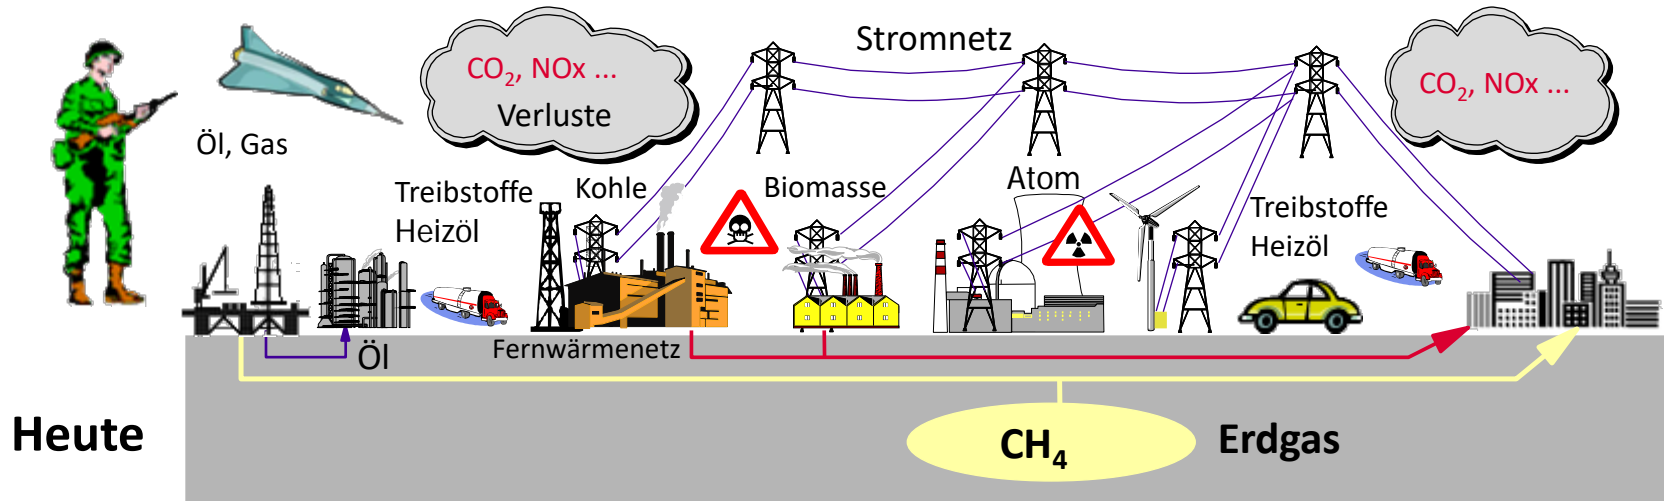 Stromnetz
CO₂, NOx ...
Verluste
CO₂, NOx ...
Öl, Gas
Treibstoffe
Heizöl
Kohle
Biomasse
Atom
Treibstoffe
Heizöl
Öl
Fernwärmenetz
Heute
CH₄
Erdgas